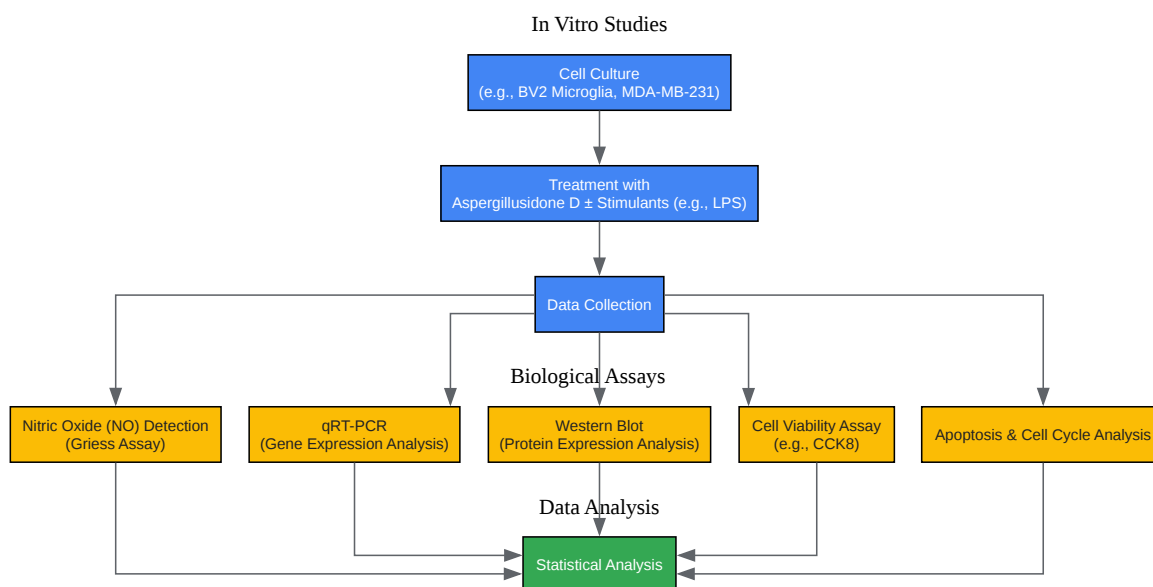 In Vitro Studies
Cell Culture
(e.g., BV2 Microglia, MDA-MB-231)
Treatment with
Aspergillusidone D ± Stimulants (e.g., LPS)
Data Collection
Biological Assays
Nitric Oxide (NO) Detection
(Griess Assay)
qRT-PCR
(Gene Expression Analysis)
Western Blot
(Protein Expression Analysis)
Cell Viability Assay
(e.g., CCK8)
Apoptosis & Cell Cycle Analysis
Data Analysis
Statistical Analysis